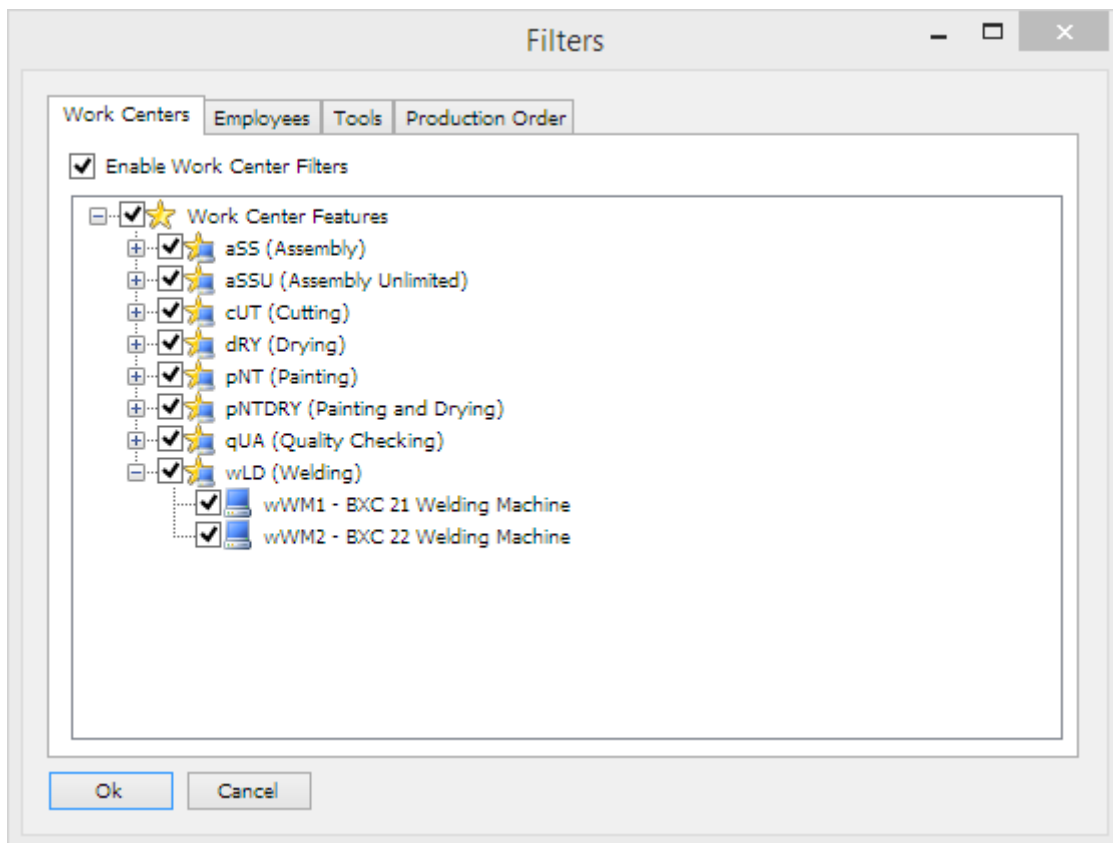 Filters
Work Centers Employees Tools Production Order
Enable Work Center Filters
Work Center Features
aSS (Assembly)
aSSU (Assembly Unlimited)
cUT (Cutting)
dRY (Drying)
pNT (Painting)
pNTDRY (Painting and Drying)
qUA (Quality Checking)
wLD (Welding)
wWM1 - BXC 21 Welding Machine
wWM2 - BXC 22 Welding Machine
Ok Cancel